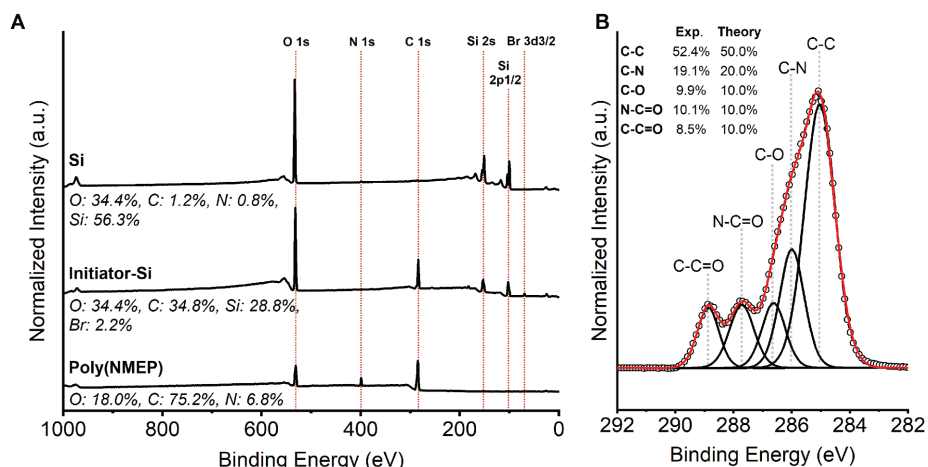 A
O 1s
N 1s
C 1s
Si 2s
Br 3d3/2
Si
2p1/2
Normalized Intensity (a.u.)
Si
O: 34.4%, C: 1.2%, N: 0.8%,
Si: 56.3%
Initiator-Si
O: 34.4%, C: 34.8%, Si: 28.8%,
Br: 2.2%
Poly(NMEP)
O: 18.0%, C: 75.2%, N: 6.8%
1000 800 600 400 200 0
Binding Energy (eV)
B
Exp. Theory
C-C 52.4% 50.0%
C-N 19.1% 20.0%
C-O 9.9% 10.0%
N-C=O 10.1% 10.0%
C-C=O 8.5% 10.0%
C-C
C-N
C-O
N-C=O
C-C=O
Normalized Intensity (a.u.)
292 290 288 286 284 282
Binding Energy (eV)